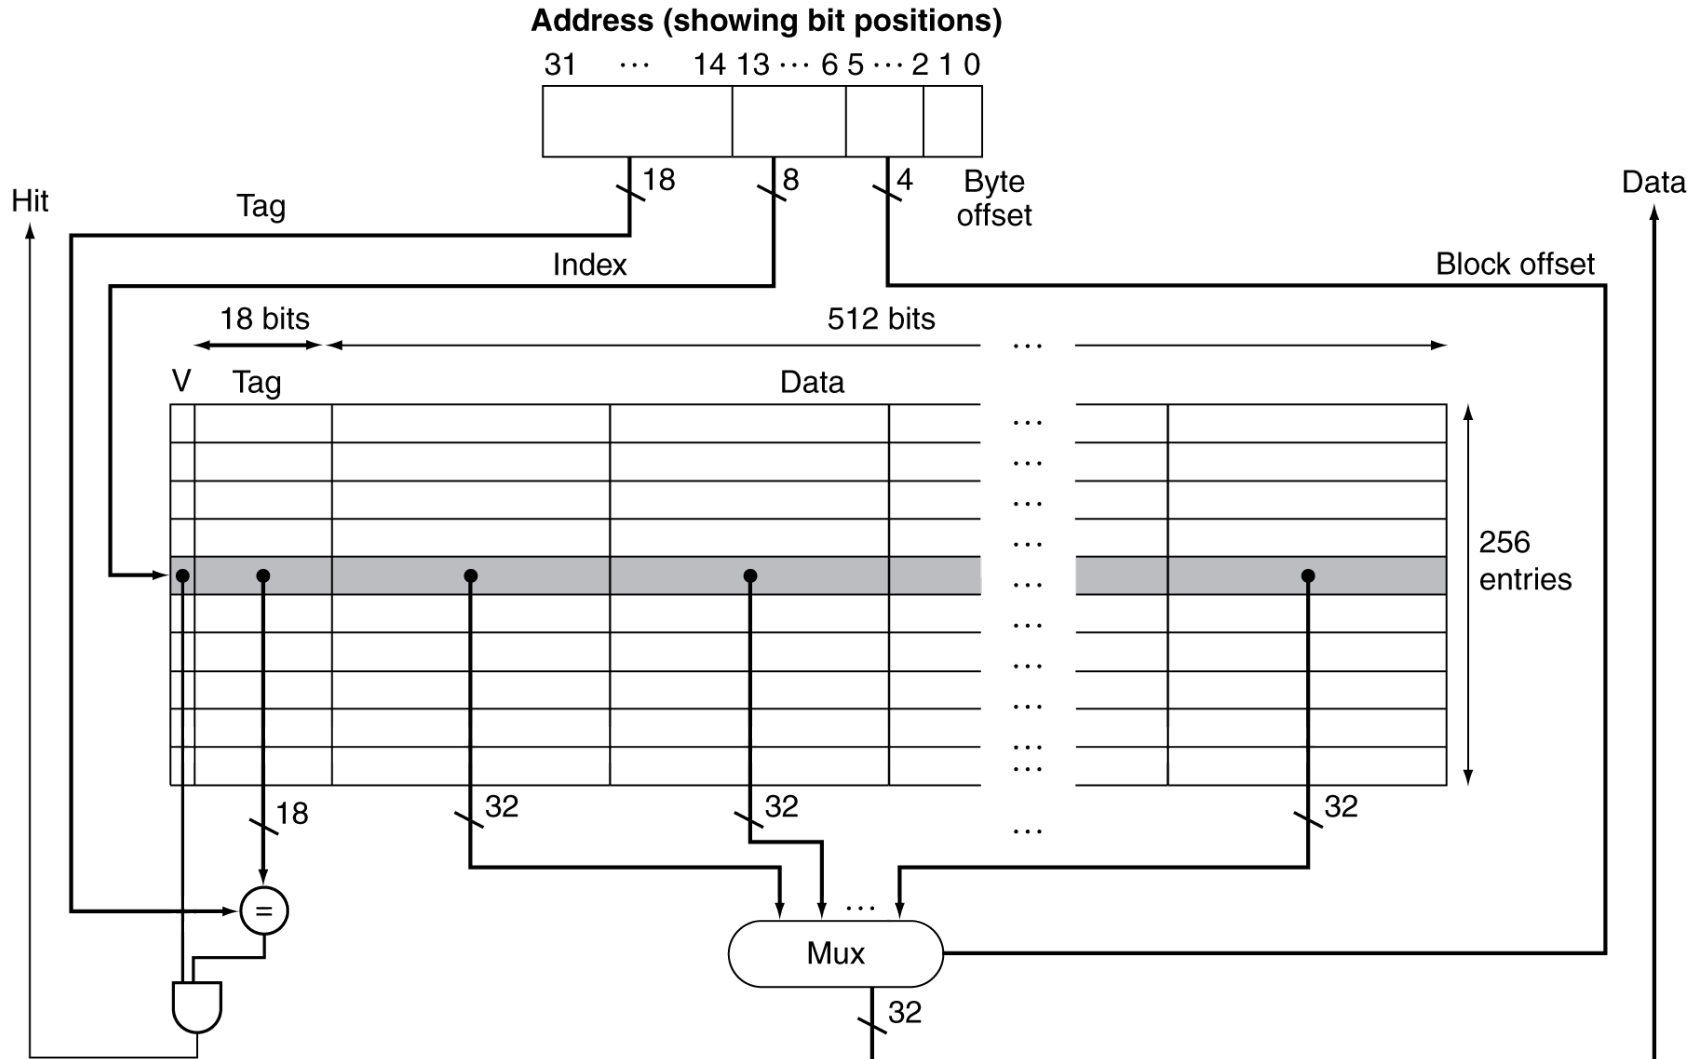 Address (showing bit positions)
31 ··· 14 13 ··· 6 5 ··· 2 1 0
18
8
4
Byte
offset
Hit
Data
Tag
Index
Block offset
18 bits
512 bits
···
V
Tag
Data
···
···
···
···
···
···
···
···
···
···
256
entries
18
32
32
···
32
=
···
Mux
32